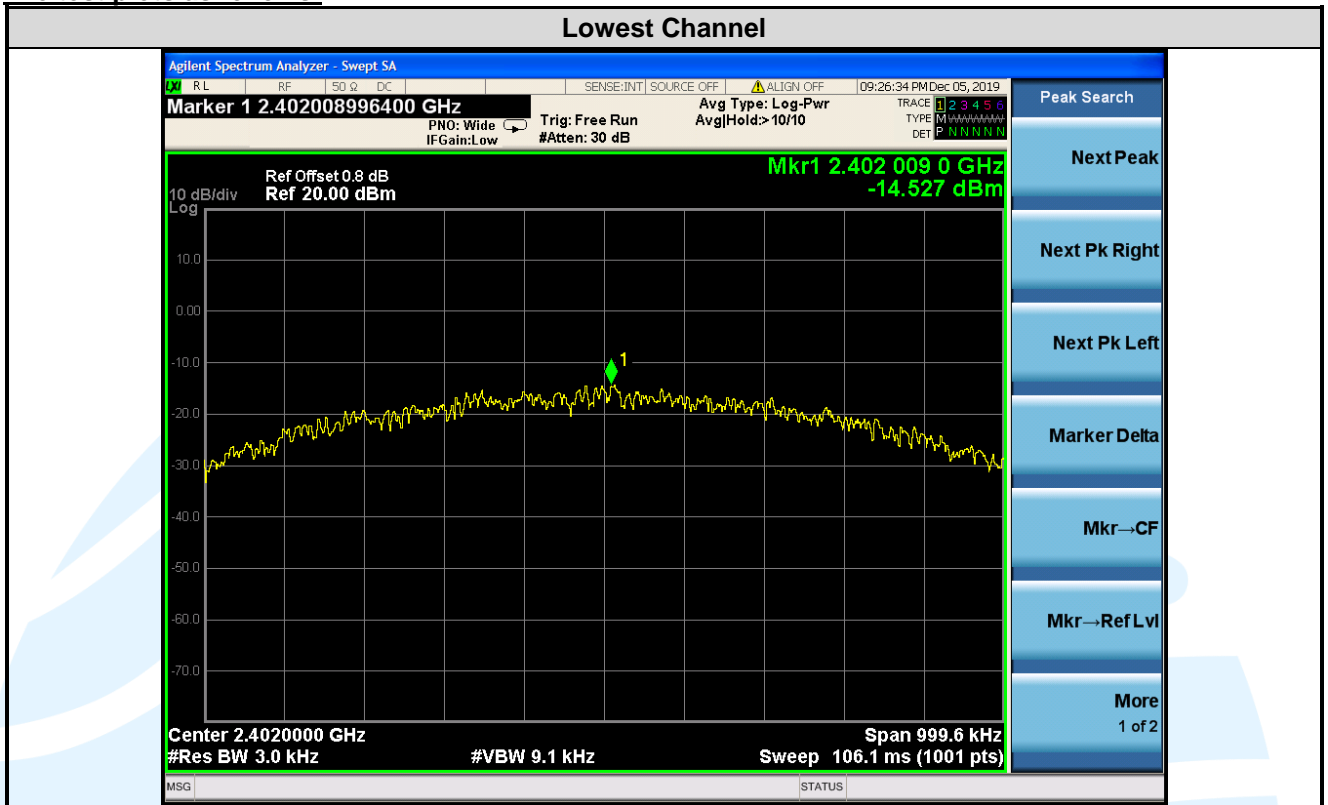 Lowest Channel
Agilent Spectrum Analyzer - Swept SA
LXI RL RF 50 Ω DC SENSE:INT SOURCE OFF ALIGN OFF 09:26:34 PM Dec 05, 2019
Marker 1 2.402008996400 GHz
PNO: Wide
IFGain:Low
Trig: Free Run
#Atten: 30 dB
Avg Type: Log-Pwr
Avg|Hold:> 10/10
TRACE 1 2 3 4 5 6
TYPE M
DET P N N N N N
Ref Offset 0.8 dB
10 dB/div Ref 20.00 dBm
Log
Mkr1 2.402 009 0 GHz
-14.527 dBm
10.0
0.00
-10.0
-20.0
-30.0
-40.0
-50.0
-60.0
-70.0
1
Center 2.4020000 GHz Span 999.6 kHz
#Res BW 3.0 kHz #VBW 9.1 kHz Sweep 106.1 ms (1001 pts)
MSG STATUS
Peak Search
Next Peak
Next Pk Right
Next Pk Left
Marker Delta
Mkr→CF
Mkr→Ref Lvl
More
1 of 2